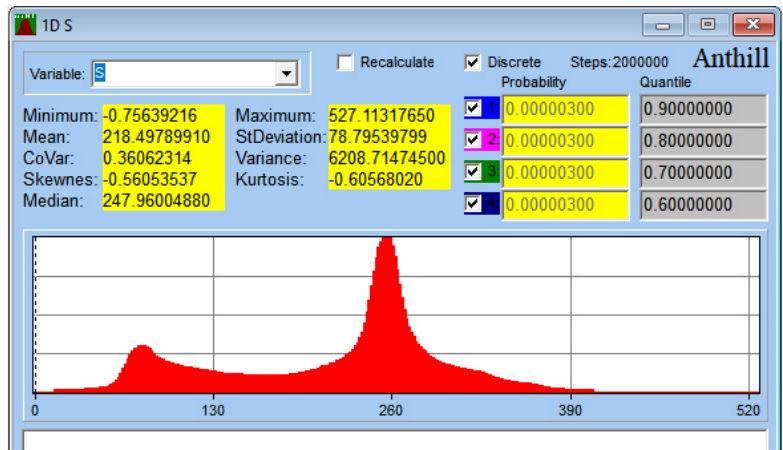 1D S
Variable: S
Recalculate
Discrete Steps:2000000 Anthill
Probability Quantile
Minimum: -0.75639216 Maximum: 527.11317650
Mean: 218.49789910 StDeviation: 78.79539799
CoVar: 0.36062314 Variance: 6208.71474500
Skewnes: -0.56053537 Kurtosis: -0.60568020
Median: 247.96004880
1: 0.00000300 0.90000000
2: 0.00000300 0.80000000
3: 0.00000300 0.70000000
4: 0.00000300 0.60000000
0 130 260 390 520